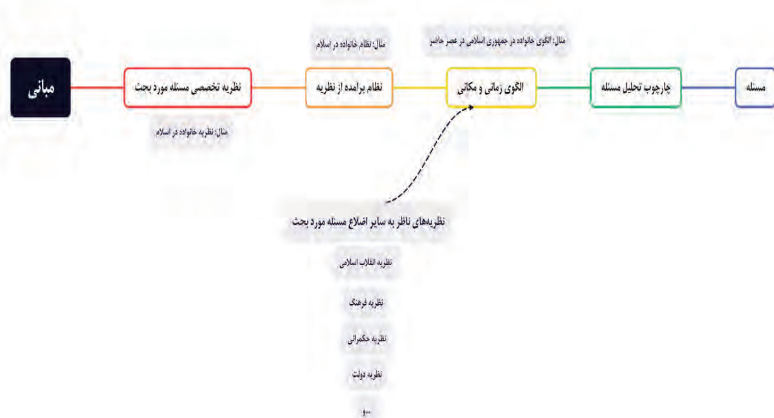 مثال: الگوی خانواده در جمهوری اسلامی در عصر حاضر
مثال: نظام خانواده در اسلام
مسئله
چارچوب تحلیل مسئله
الگوی زمانی و مکانی
نظام برآمده از نظریه
نظریه تخصصی مسئله مورد بحث
مبانی
مثال: نظریه خانواده در اسلام
نظریه‌های ناظر به سایر اضلاع مسئله مورد بحث
نظریه انقلاب اسلامی
نظریه فرهنگ
نظریه حکمرانی
نظریه دولت
و...